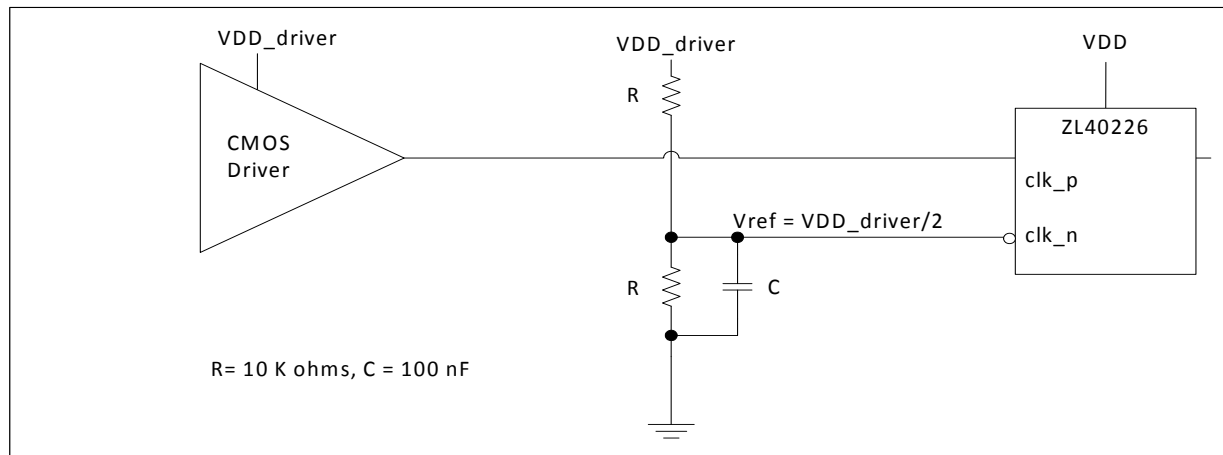 VDD_driver
VDD_driver
VDD
R
ZL40226
CMOS
Driver
clk_p
Vref = VDD_driver/2
clk_n
R
C
R= 10 K ohms, C = 100 nF